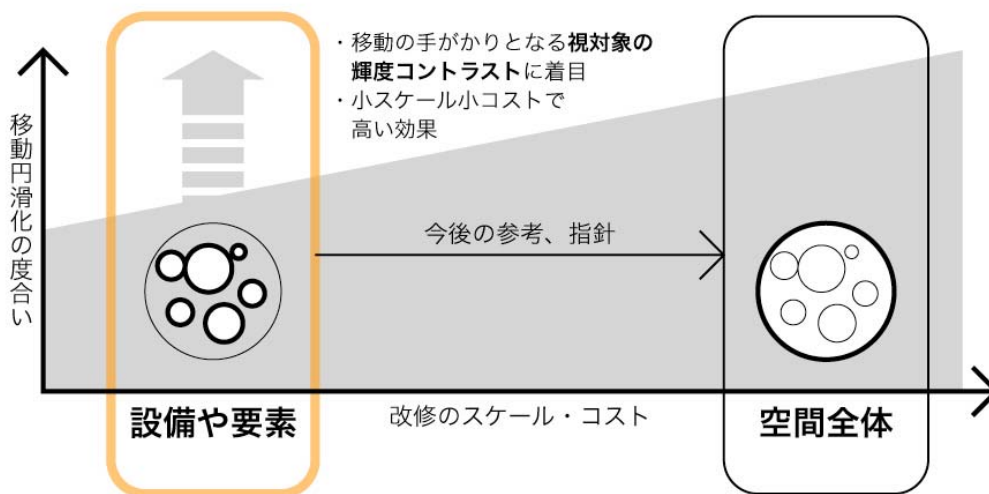 ・移動の手がかりとなる視対象の
輝度コントラストに着目
・小スケール小コストで
高い効果
移動円滑化の度合い
今後の参考、指針
設備や要素
改修のスケール・コスト
空間全体